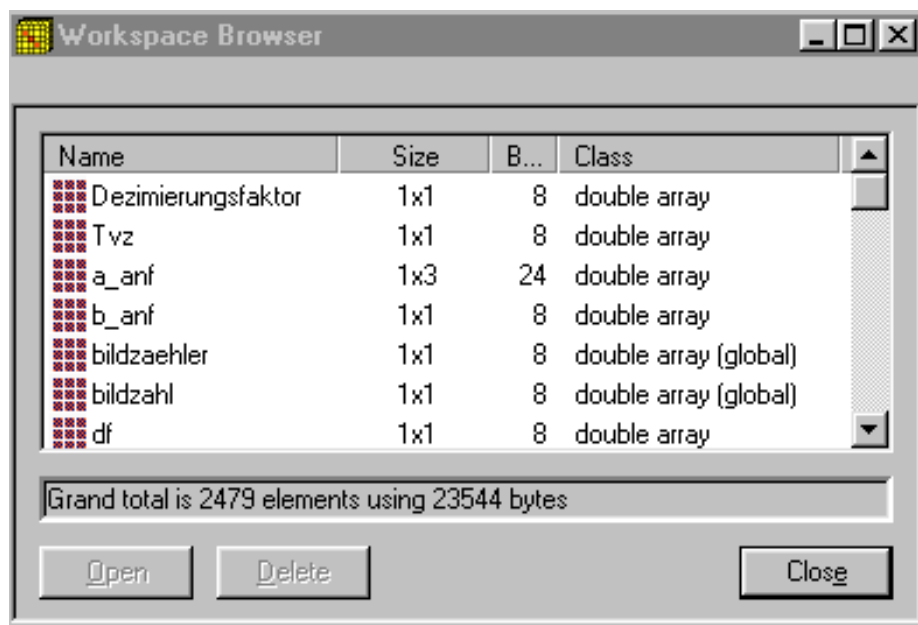 Workspace Browser
Name Size B... Class
Dezimierungsfaktor 1x1 8 double array
Tvz 1x1 8 double array
a_anf 1x3 24 double array
b_anf 1x1 8 double array
bildzaehler 1x1 8 double array (global)
bildzahl 1x1 8 double array (global)
df 1x1 8 double array
Grand total is 2479 elements using 23544 bytes
Open Delete Close